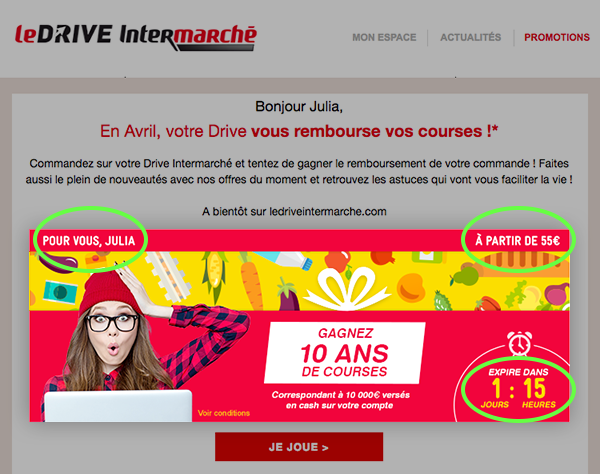 leDRIVE Intermarché
MON ESPACE
ACTUALITÉS
PROMOTIONS
Bonjour Julia,
En Avril, votre Drive vous rembourse vos courses !*
Commandez sur votre Drive Intermarché et tentez de gagner le remboursement de votre commande ! Faites
aussi le plein de nouveautés avec nos offres du moment et retrouvez les astuces qui vont vous faciliter la vie !
A bientôt sur ledriveintermarche.com
POUR VOUS, JULIA
À PARTIR DE 55€
GAGNEZ
10 ANS
DE COURSES
Correspondant à 10 000€ versés
en cash sur votre compte
Voir conditions
EXPIRE DANS
1 : 15
JOURS HEURES
JE JOUE >